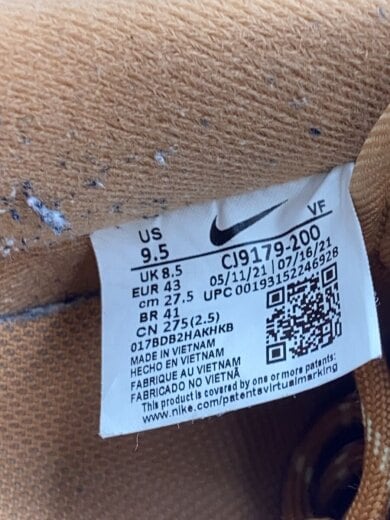 US
9.5
VF
CJ9179-200
05/11/21 | 07/16/21
UPC 00193152246928
UK 8.5
EUR 43
cm 27.5
BR 41
CN 275(2.5)
017BDB2HAKHKB
MADE IN VIETNAM
HECHO EN VIETNAM
FABRIQUE AU VIETNAM
FABRICADO NO VIETNÃ
This product is covered by one or more patents:
www.nike.com/patentsvirtualmarking